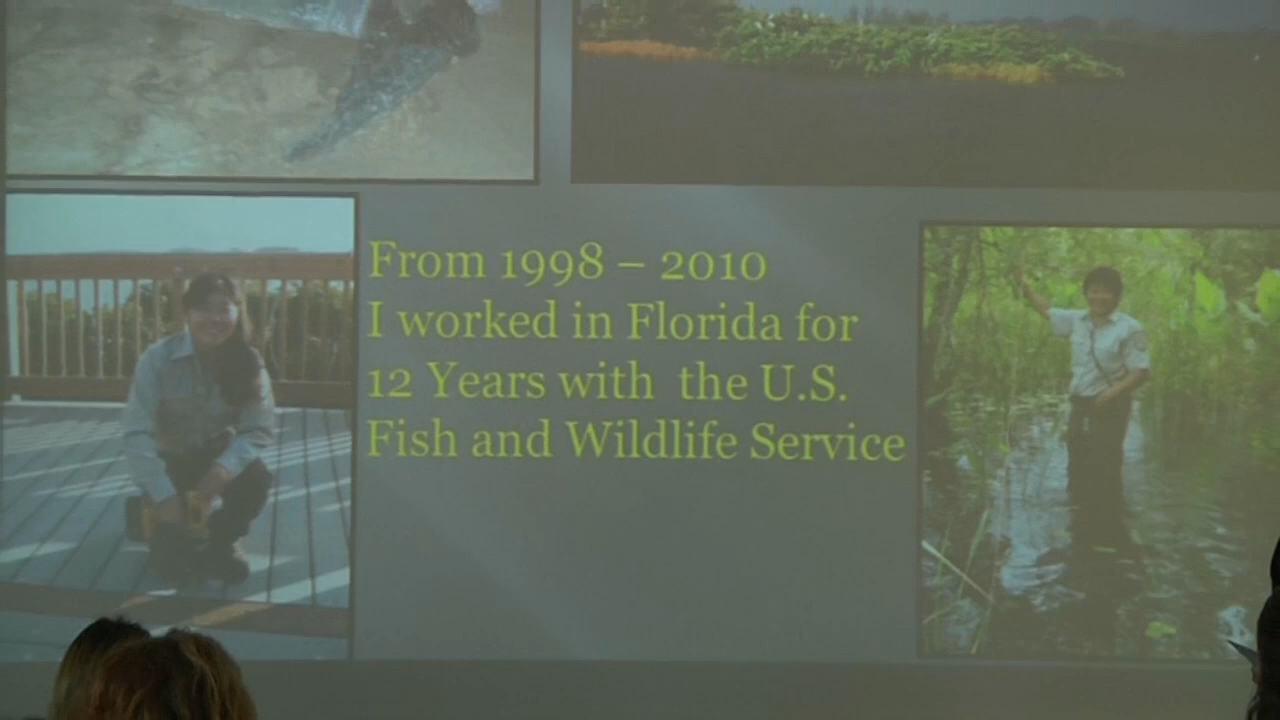 From 1998 – 2010
I worked in Florida for
12 Years with the U.S.
Fish and Wildlife Service